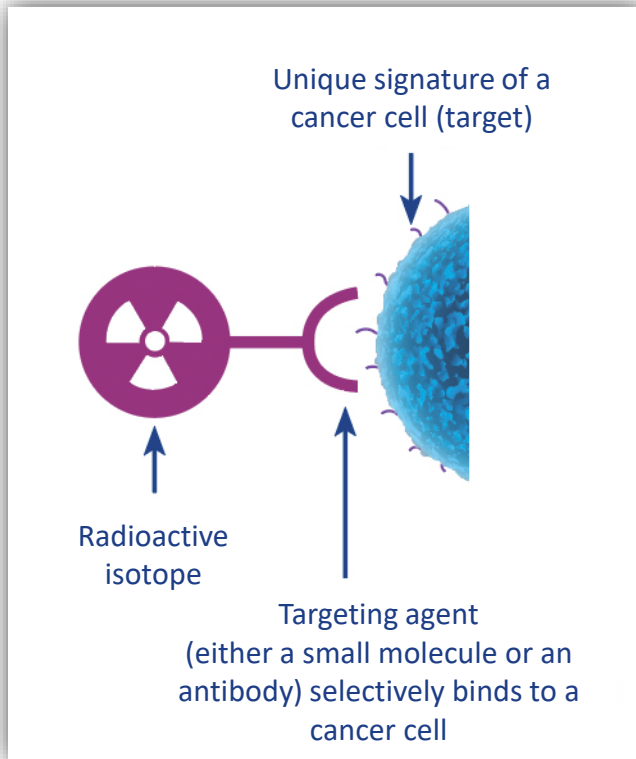 Unique signature of a
cancer cell (target)
Radioactive
isotope
Targeting agent
(either a small molecule or an
antibody) selectively binds to a
cancer cell